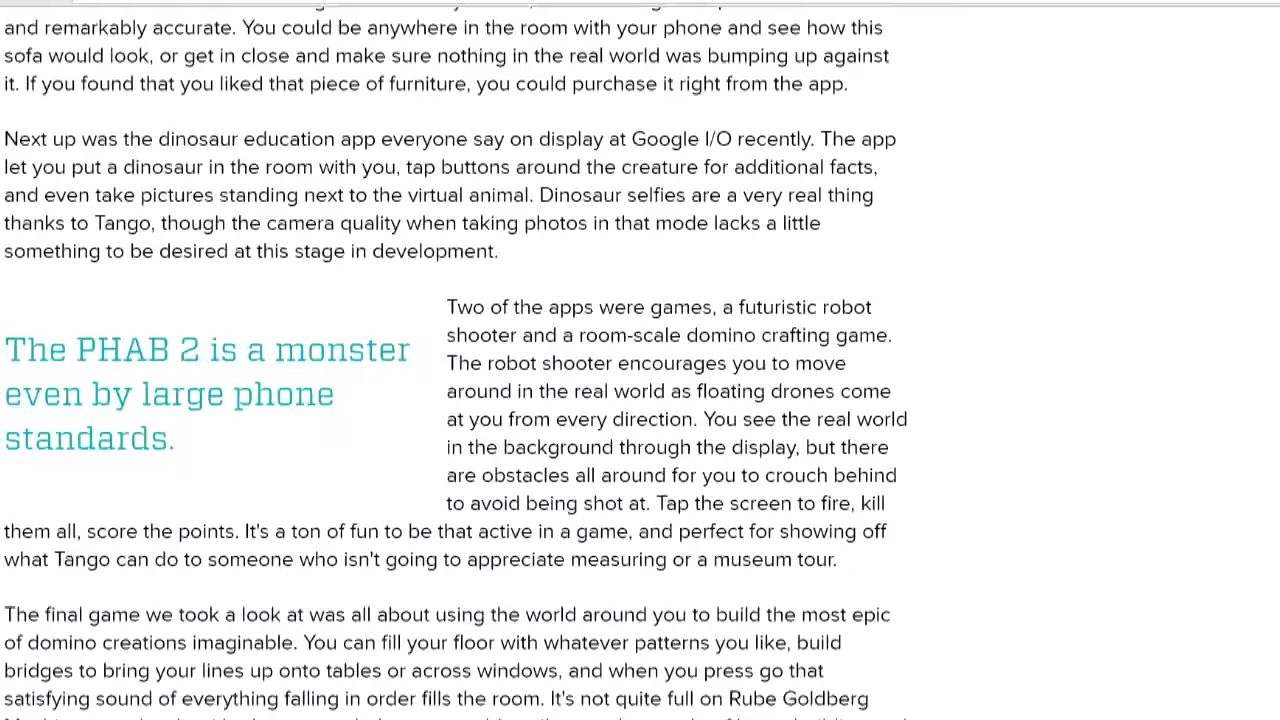 and remarkably accurate. You could be anywhere in the room with your phone and see how this
sofa would look, or get in close and make sure nothing in the real world was bumping up against
it. If you found that you liked that piece of furniture, you could purchase it right from the app.
Next up was the dinosaur education app everyone say on display at Google I/O recently. The app
let you put a dinosaur in the room with you, tap buttons around the creature for additional facts,
and even take pictures standing next to the virtual animal. Dinosaur selfies are a very real thing
thanks to Tango, though the camera quality when taking photos in that mode lacks a little
something to be desired at this stage in development.
The PHAB 2 is a monster
even by large phone
standards.
Two of the apps were games, a futuristic robot
shooter and a room-scale domino crafting game.
The robot shooter encourages you to move
around in the real world as floating drones come
at you from every direction. You see the real world
in the background through the display, but there
are obstacles all around for you to crouch behind
to avoid being shot at. Tap the screen to fire, kill
them all, score the points. It's a ton of fun to be that active in a game, and perfect for showing off
what Tango can do to someone who isn't going to appreciate measuring or a museum tour.
The final game we took a look at was all about using the world around you to build the most epic
of domino creations imaginable. You can fill your floor with whatever patterns you like, build
bridges to bring your lines up onto tables or across windows, and when you press go that
satisfying sound of everything falling in order fills the room. It's not quite full on Rube Goldberg